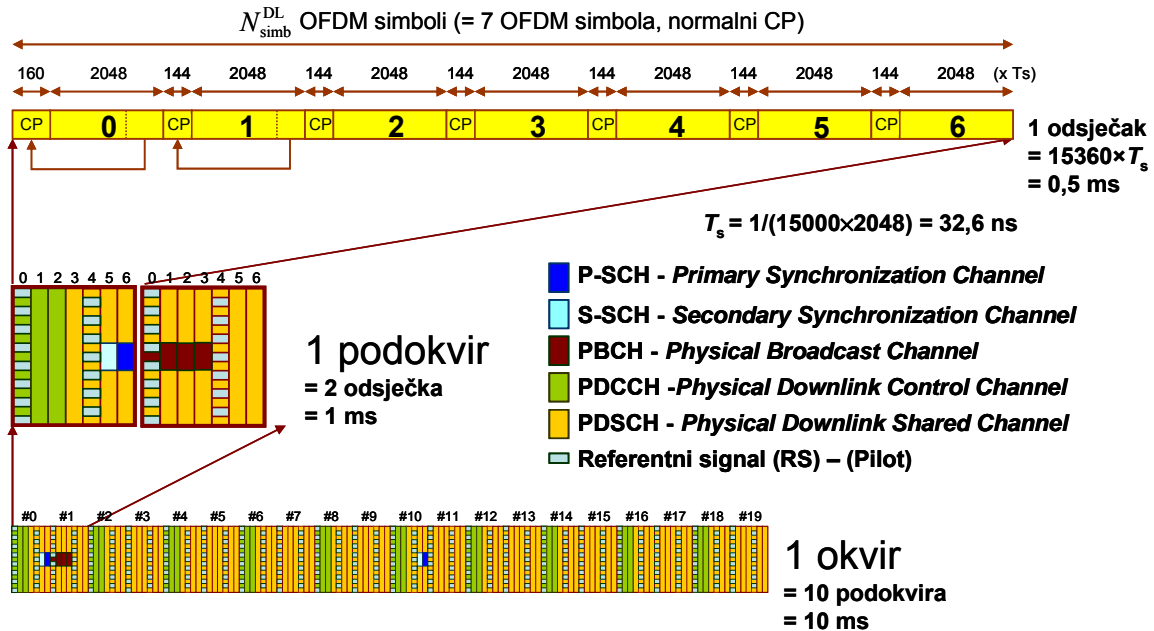 N_simb^DL OFDM simboli (= 7 OFDM simbola, normalni CP)
160 2048 144 2048 144 2048 144 2048 144 2048 144 2048 144 2048 (x Ts)
CP 0 CP 1 CP 2 CP 3 CP 4 CP 5 CP 6
1 odsječak
= 15360×T_s
= 0,5 ms
T_s = 1/(15000×2048) = 32,6 ns
0 1 2 3 4 5 6 0 1 2 3 4 5 6
1 podokvir
= 2 odsječka
= 1 ms
P-SCH - Primary Synchronization Channel
S-SCH - Secondary Synchronization Channel
PBCH - Physical Broadcast Channel
PDCCH -Physical Downlink Control Channel
PDSCH - Physical Downlink Shared Channel
Referentni signal (RS) – (Pilot)
#0 #1 #2 #3 #4 #5 #6 #7 #8 #9 #10 #11 #12 #13 #14 #15 #16 #17 #18 #19
1 okvir
= 10 podokvira
= 10 ms